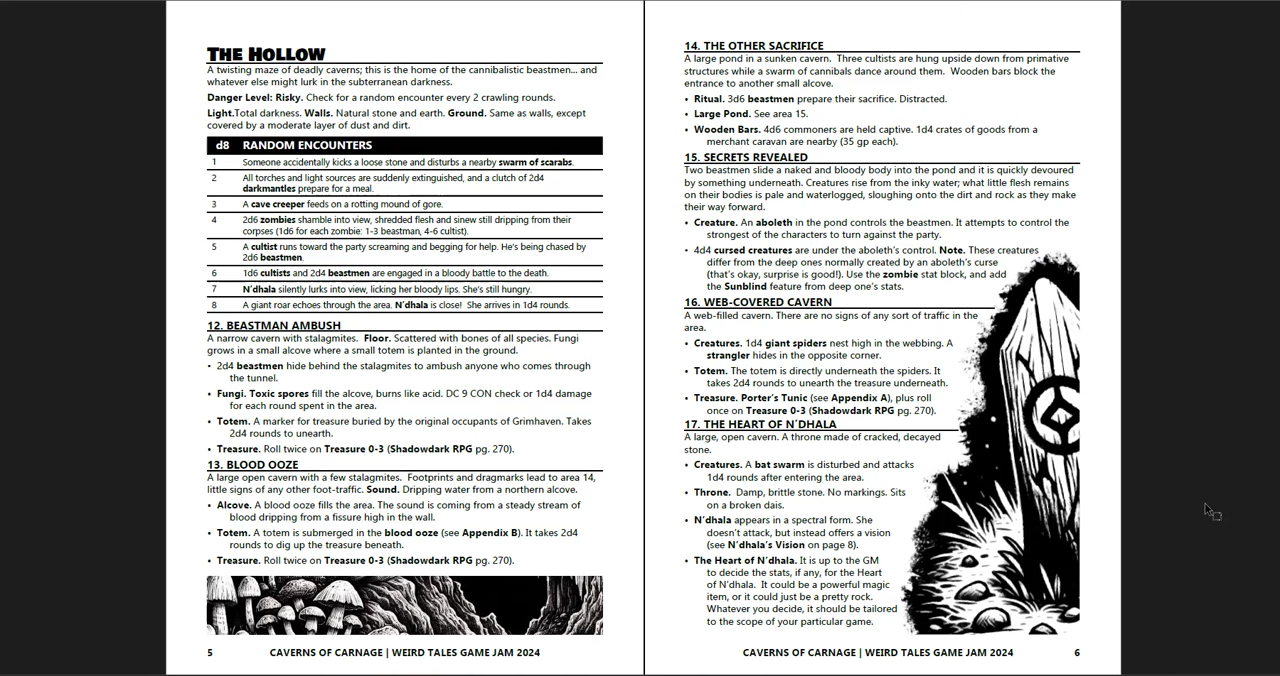 THE HOLLOW
A twisting maze of deadly caverns; this is the home of the cannibalistic beastmen... and
whatever else might lurk in the subterranean darkness.
Danger Level: Risky. Check for a random encounter every 2 crawling rounds.
Light.Total darkness. Walls. Natural stone and earth. Ground. Same as walls, except
covered by a moderate layer of dust and dirt.
d8 RANDOM ENCOUNTERS
1 Someone accidentally kicks a loose stone and disturbs a nearby swarm of scarabs.
2 All torches and light sources are suddenly extinguished, and a clutch of 2d4
darkmantles prepare for a meal.
3 A cave creeper feeds on a rotting mound of gore.
4 2d6 zombies shamble into view, shredded flesh and sinew still dripping from their
corpses (1d6 for each zombie: 1-3 beastman, 4-6 cultist).
5 A cultist runs toward the party screaming and begging for help. He's being chased by
2d6 beastmen.
6 1d6 cultists and 2d4 beastmen are engaged in a bloody battle to the death.
7 N'dhala silently lurks into view, licking her bloody lips. She's still hungry.
8 A giant roar echoes through the area. N'dhala is close! She arrives in 1d4 rounds.
12. BEASTMAN AMBUSH
A narrow cavern with stalagmites. Floor. Scattered with bones of all species. Fungi
grows in a small alcove where a small totem is planted in the ground.
• 2d4 beastmen hide behind the stalagmites to ambush anyone who comes through
the tunnel.
• Fungi. Toxic spores fill the alcove, burns like acid. DC 9 CON check or 1d4 damage
for each round spent in the area.
• Totem. A marker for treasure buried by the original occupants of Grimhaven. Takes
2d4 rounds to unearth.
• Treasure. Roll twice on Treasure 0-3 (Shadowdark RPG pg. 270).
13. BLOOD OOZE
A large open cavern with a few stalagmites. Footprints and dragmarks lead to area 14,
little signs of any other foot-traffic. Sound. Dripping water from a northern alcove.
• Alcove. A blood ooze fills the area. The sound is coming from a steady stream of
blood dripping from a fissure high in the wall.
• Totem. A totem is submerged in the blood ooze (see Appendix B). It takes 2d4
rounds to dig up the treasure beneath.
• Treasure. Roll twice on Treasure 0-3 (Shadowdark RPG pg. 270).
5 CAVERNS OF CARNAGE | WEIRD TALES GAME JAM 2024
14. THE OTHER SACRIFICE
A large pond in a sunken cavern. Three cultists are hung upside down from primative
structures while a swarm of cannibals dance around them. Wooden bars block the
entrance to another small alcove.
• Ritual. 3d6 beastmen prepare their sacrifice. Distracted.
• Large Pond. See area 15.
• Wooden Bars. 4d6 commoners are held captive. 1d4 crates of goods from a
merchant caravan are nearby (35 gp each).
15. SECRETS REVEALED
Two beastmen slide a naked and bloody body into the pond and it is quickly devoured
by something underneath. Creatures rise from the inky water; what little flesh remains
on their bodies is pale and waterlogged, sloughing onto the dirt and rock as they make
their way forward.
• Creature. An aboleth in the pond controls the beastmen. It attempts to control the
strongest of the characters to turn against the party.
• 4d4 cursed creatures are under the aboleth's control. Note. These creatures
differ from the deep ones normally created by an aboleth's curse
(that's okay, surprise is good!). Use the zombie stat block, and add
the Sunblind feature from deep one's stats.
16. WEB-COVERED CAVERN
A web-filled cavern. There are no signs of any sort of traffic in the
area.
• Creatures. 1d4 giant spiders nest high in the webbing. A
strangler hides in the opposite corner.
• Totem. The totem is directly underneath the spiders. It
takes 2d4 rounds to unearth the treasure underneath.
• Treasure. Porter's Tunic (see Appendix A), plus roll
once on Treasure 0-3 (Shadowdark RPG pg. 270).
17. THE HEART OF N'DHALA
A large, open cavern. A throne made of cracked, decayed
stone.
• Creatures. A bat swarm is disturbed and attacks
1d4 rounds after entering the area.
• Throne. Damp, brittle stone. No markings. Sits
on a broken dais.
• N'dhala appears in a spectral form. She
doesn't attack, but instead offers a vision
(see N'dhala's Vision on page 8).
• The Heart of N'dhala. It is up to the GM
to decide the stats, if any, for the Heart
of N'dhala. It could be a powerful magic
item, or it could just be a pretty rock.
Whatever you decide, it should be tailored
to the scope of your particular game.
CAVERNS OF CARNAGE | WEIRD TALES GAME JAM 2024 6